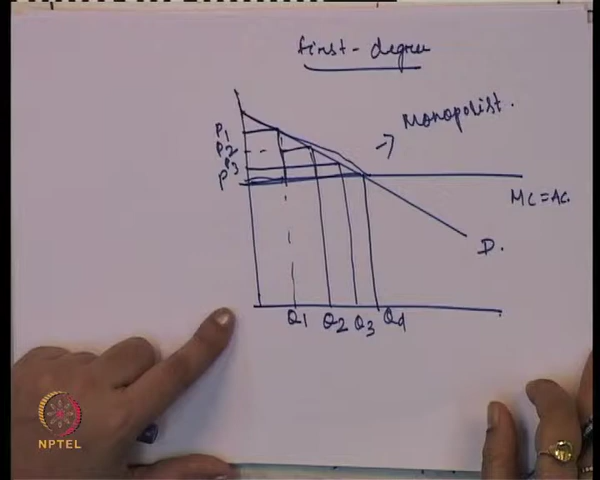 first-degree
Monopolist.
P1
P2
P3
P
MC=AC.
D.
Q1 Q2 Q3 Q4
NPTEL